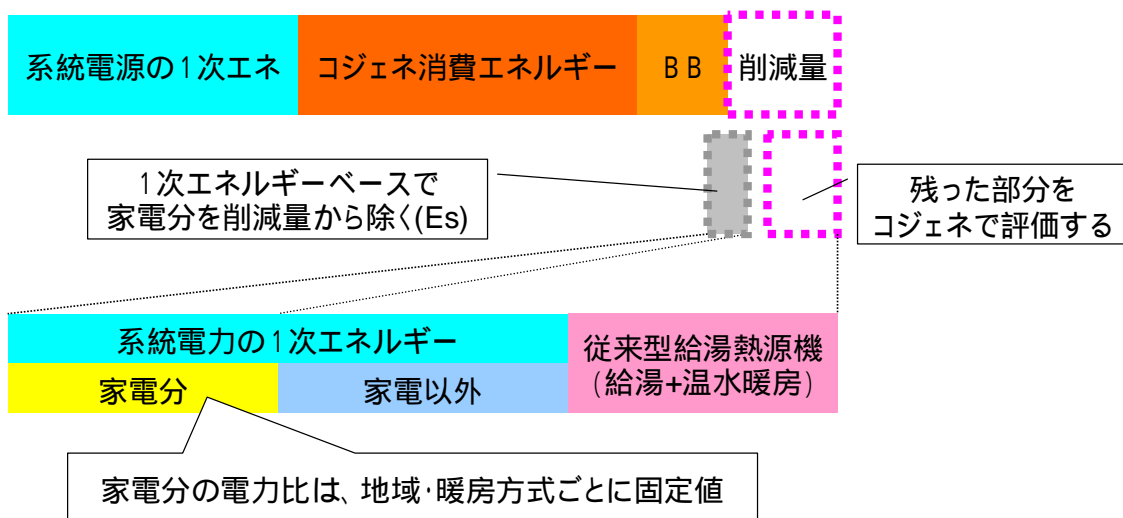 系統電源の1次エネ
コジェネ消費エネルギー
BB
削減量
1次エネルギーベースで
家電分を削減量から除く(Es)
残った部分を
コジェネで評価する
系統電力の1次エネルギー
従来型給湯熱源機
(給湯+温水暖房)
家電分
家電以外
家電分の電力比は、地域・暖房方式ごとに固定値